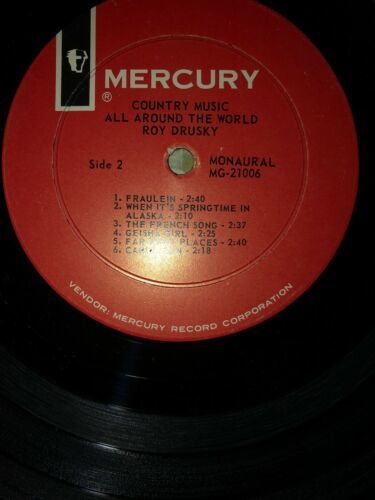 MERCURY
®
COUNTRY MUSIC
ALL AROUND THE WORLD
ROY DRUSKY
Side 2
MONAURAL
MG-21006
1. FRAULEIN - 2:40
2. WHEN IT'S SPRINGTIME IN
ALASKA - 2:10
3. THE FRENCH SONG - 2:37
4. GEISHA GIRL - 2:25
5. FAR PLACES - 2:40
6. - 2:18
VENDOR: MERCURY RECORD CORPORATION